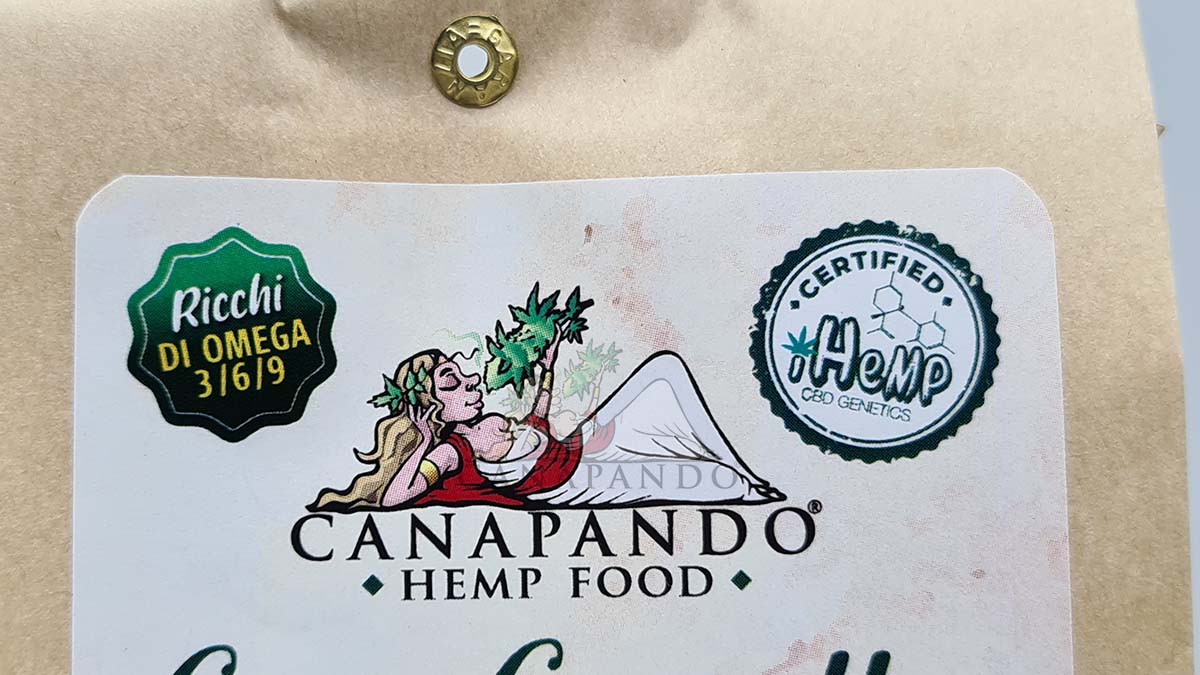 Ricchi
DI OMEGA
3/6/9
CERTIFIED
iHEMP
CBD GENETICS
CANAPANDO
CANAPANDO®
HEMP FOOD